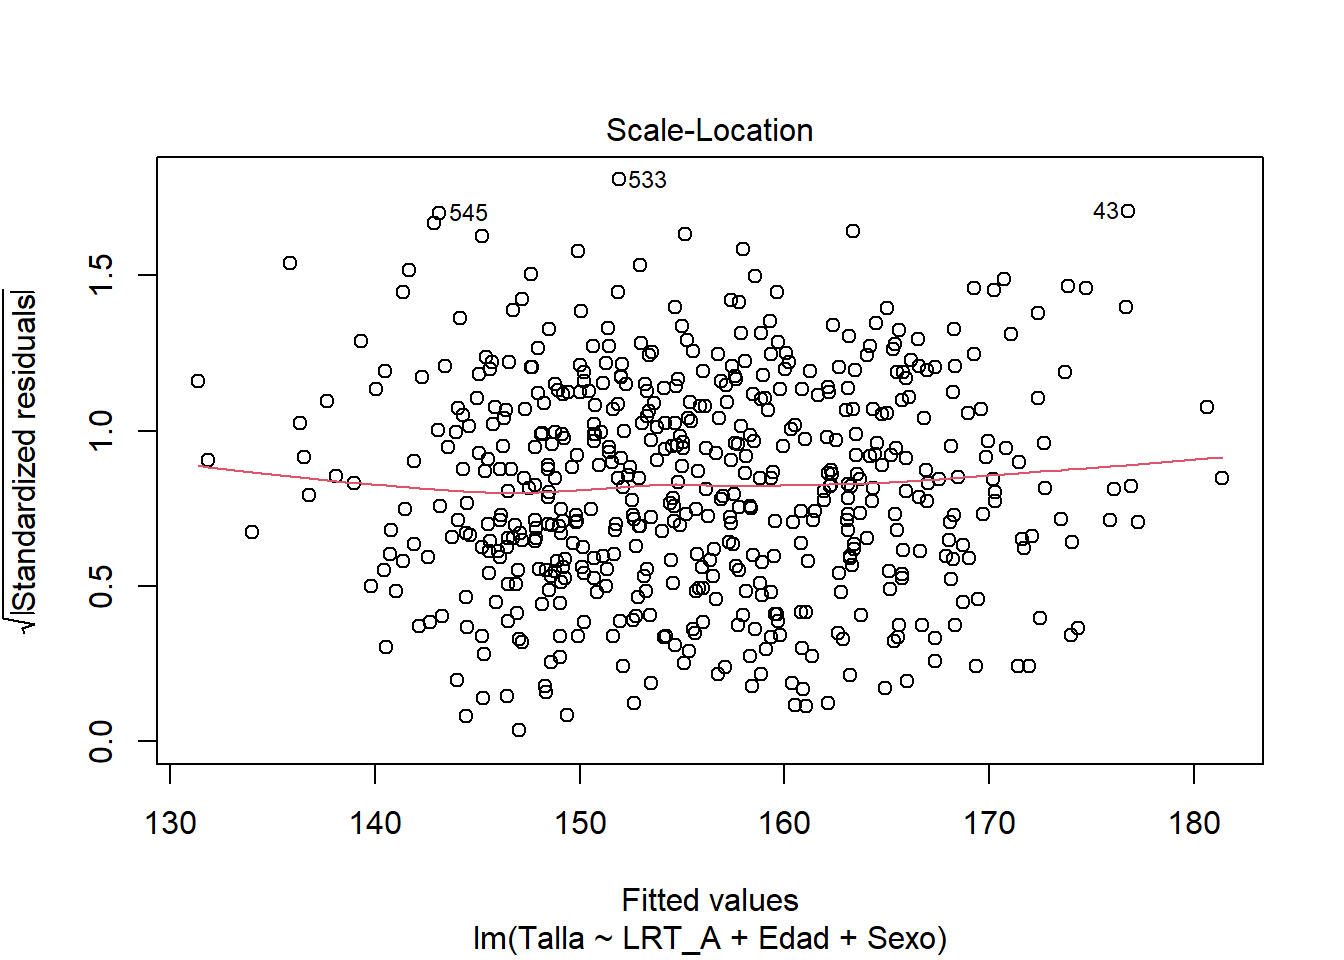 Scale-Location
533
545
43
√|Standardized residuals|
1.5
1.0
0.5
0.0
130 140 150 160 170 180
Fitted values
lm(Talla ~ LRT_A + Edad + Sexo)